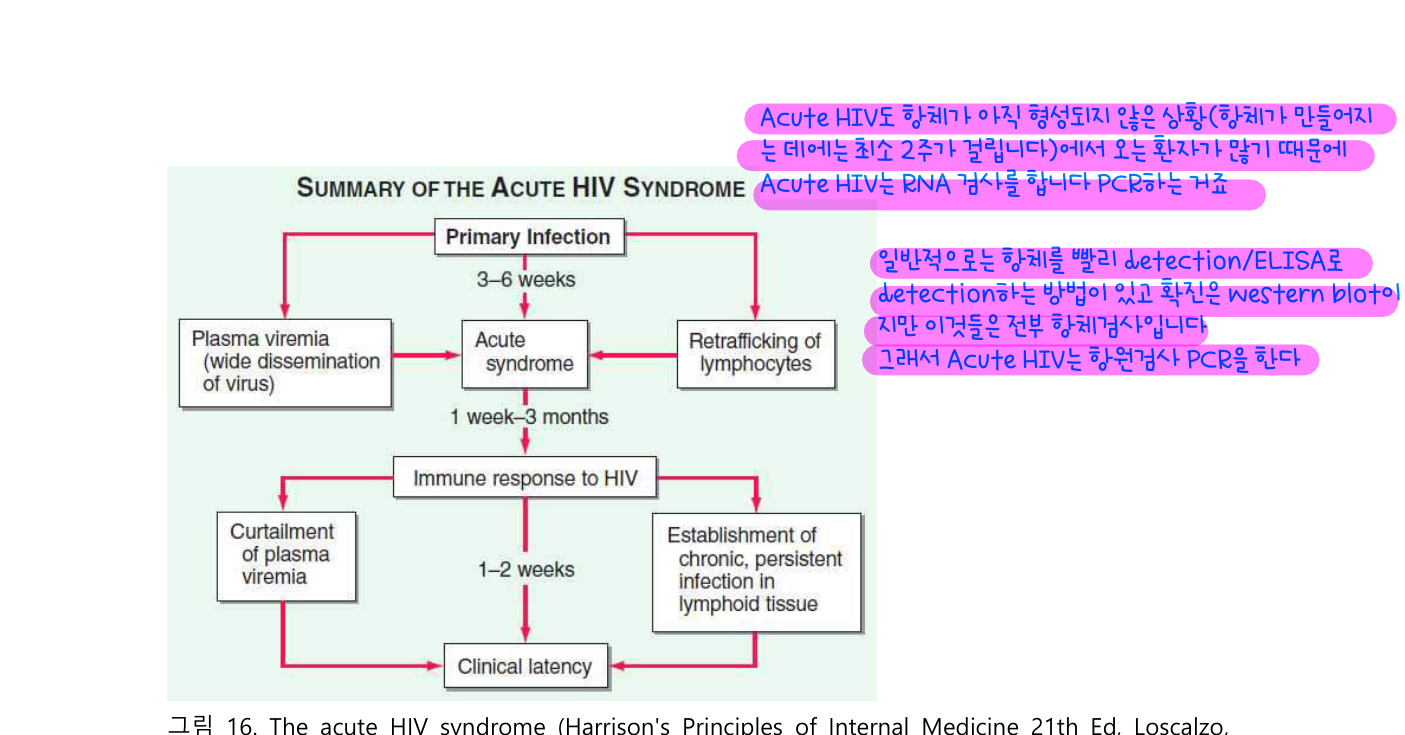 Acute HIV도 항체가 아직 형성되지 않은 상황(항체가 만들어지
는 데에는 최소 2주가 걸립니다)에서 오는 환자가 많기 때문에
Acute HIV는 RNA 검사를 합니다 PCR하는 거죠
SUMMARY OF THE ACUTE HIV SYNDROME
일반적으로는 항체를 빨리 detection/ELISA로
detection하는 방법이 있고 확진은 western blot이
지만 이것들은 전부 항체검사입니다
그래서 Acute HIV는 항원검사 PCR을 한다
Primary Infection
3–6 weeks
Plasma viremia
(wide dissemination
of virus)
Acute
syndrome
Retrafficking of
lymphocytes
1 week–3 months
Immune response to HIV
Curtailment
of plasma
viremia
1–2 weeks
Establishment of
chronic, persistent
infection in
lymphoid tissue
Clinical latency
그림 16. The acute HIV syndrome (Harrison's Principles of Internal Medicine 21th Ed, Loscalzo,